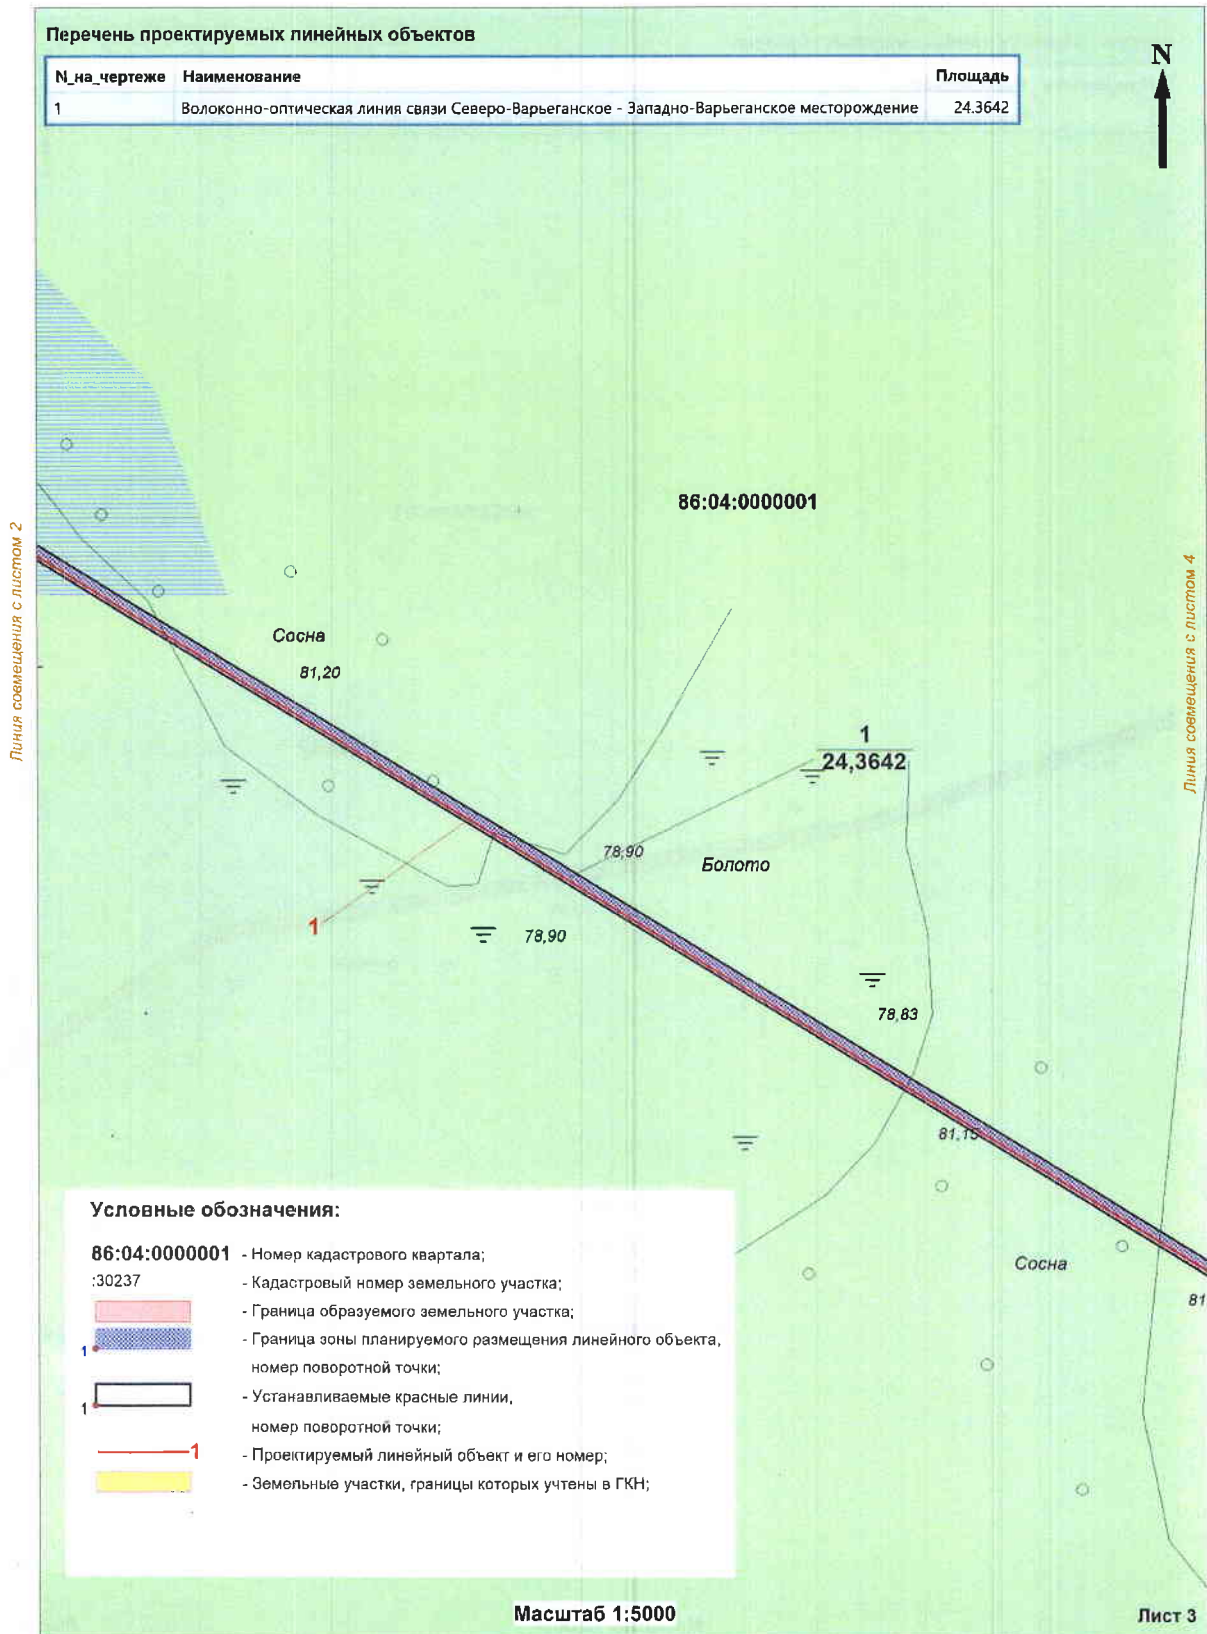 Перечень проектируемых линейных объектов
N_на_чертеже Наименование Площадь
1 Волоконно-оптическая линия связи Северо-Варьеганское - Западно-Варьеганское месторождение 24.3642
N
86:04:0000001
Линия совмещения с листом 2
Линия совмещения с листом 4
Сосна
81,20
1
24,3642
78,90
Болото
1
78,90
78,83
81,15
Сосна
81
Условные обозначения:
86:04:0000001 - Номер кадастрового квартала;
:30237 - Кадастровый номер земельного участка;
- Граница образуемого земельного участка;
1 - Граница зоны планируемого размещения линейного объекта,
номер поворотной точки;
1 - Устанавливаемые красные линии,
номер поворотной точки;
1 - Проектируемый линейный объект и его номер;
- Земельные участки, границы которых учтены в ГКН;
Масштаб 1:5000
Лист 3